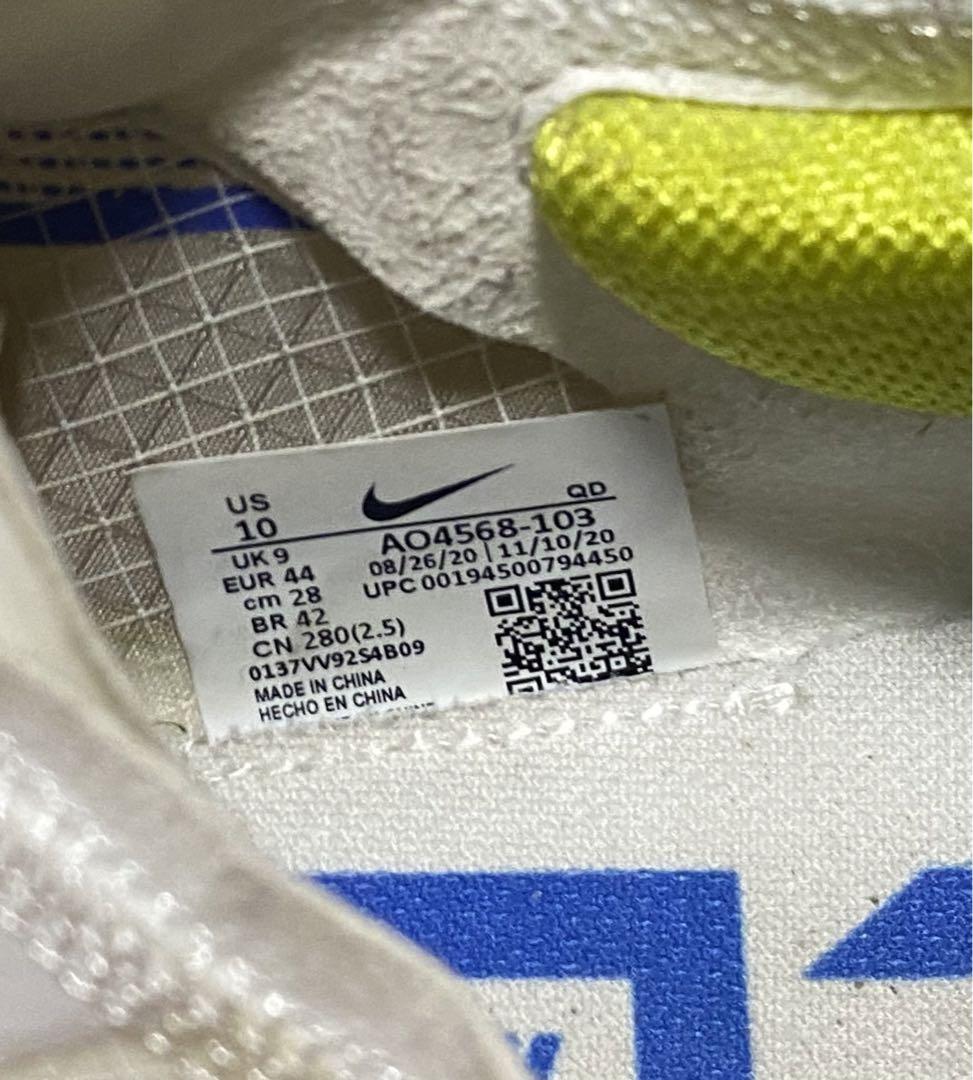 US
10
QD
UK 9
EUR 44
cm 28
BR 42
CN 280(2.5)
0137VV92S4B09
MADE IN CHINA
HECHO EN CHINA
AO4568-103
08/26/20 | 11/10/20
UPC 00194500794450